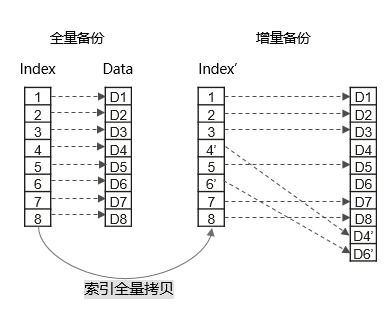 全量备份
增量备份
Index
Data
Index′
1
2
3
4
5
6
7
8
D1
D2
D3
D4
D5
D6
D7
D8
1
2
3
4′
5
6′
7
8
D1
D2
D3
D4
D5
D6
D7
D8
D4′
D6′
索引全量拷贝